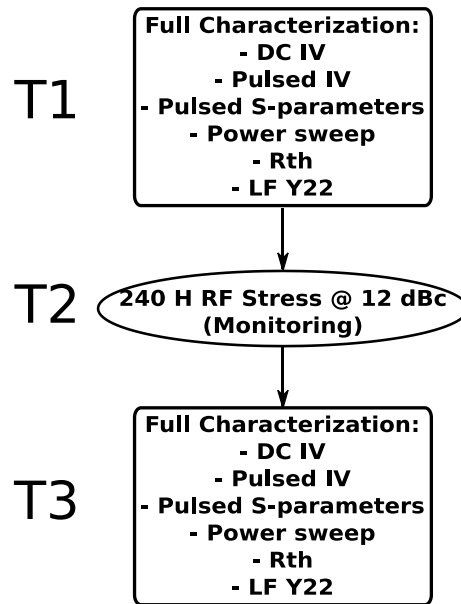 T1
Full Characterization:
- DC IV
- Pulsed IV
- Pulsed S-parameters
- Power sweep
- Rth
- LF Y22
T2
240 H RF Stress @ 12 dBc
(Monitoring)
T3
Full Characterization:
- DC IV
- Pulsed IV
- Pulsed S-parameters
- Power sweep
- Rth
- LF Y22